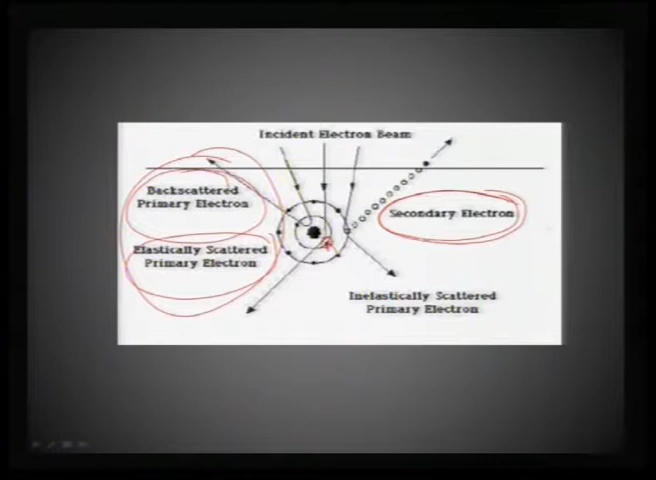 Incident Electron Beam
Backscattered
Primary Electron
Secondary Electron
Elastically Scattered
Primary Electron
Inelastically Scattered
Primary Electron